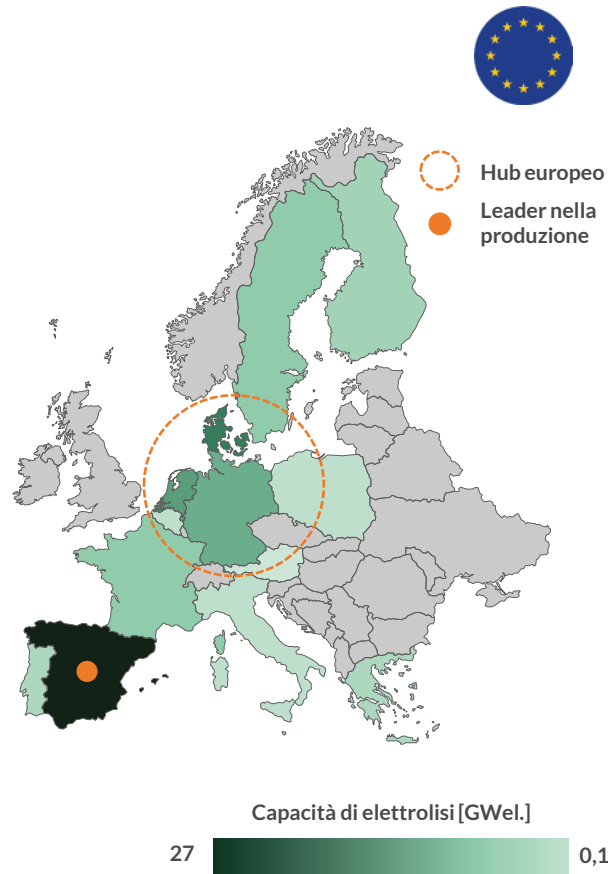 Hub europeo
Leader nella
produzione
Capacità di elettrolisi [GWel.]
27
0,1